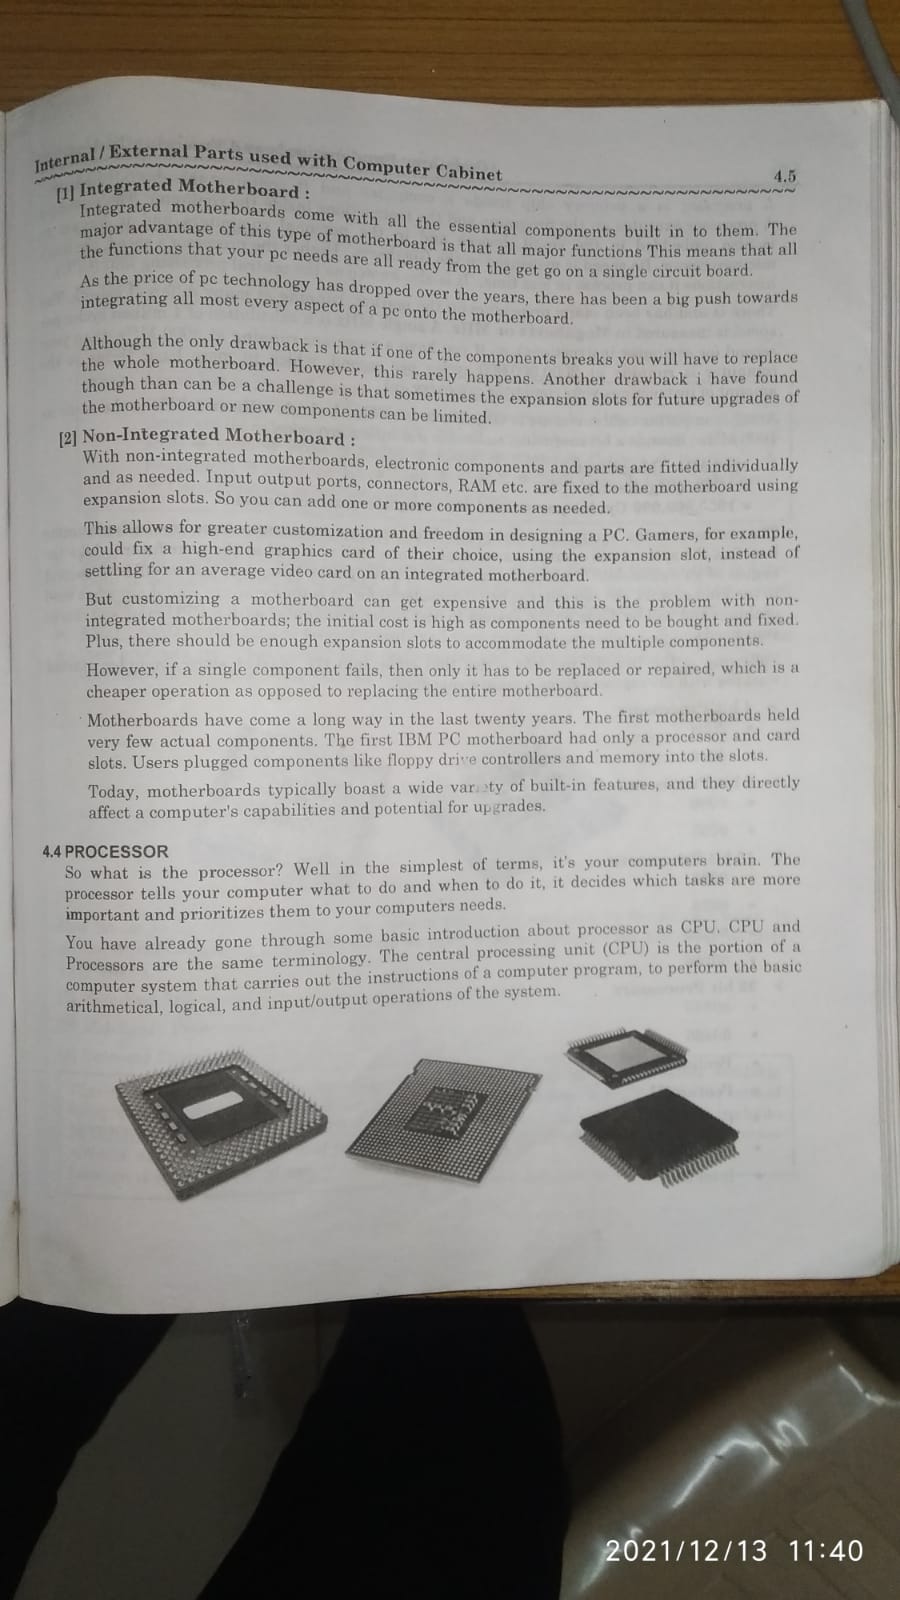 Internal / External Parts used with Computer Cabinet 4.5
[1] Integrated Motherboard :
Integrated motherboards come with all the essential components built in to them. The
major advantage of this type of motherboard is that all major functions This means that all
the functions that your pc needs are all ready from the get go on a single circuit board.
As the price of pc technology has dropped over the years, there has been a big push towards
integrating all most every aspect of a pc onto the motherboard.
Although the only drawback is that if one of the components breaks you will have to replace
the whole motherboard. However, this rarely happens. Another drawback i have found
though than can be a challenge is that sometimes the expansion slots for future upgrades of
the motherboard or new components can be limited.
[2] Non-Integrated Motherboard :
With non-integrated motherboards, electronic components and parts are fitted individually
and as needed. Input output ports, connectors, RAM etc. are fixed to the motherboard using
expansion slots. So you can add one or more components as needed.
This allows for greater customization and freedom in designing a PC. Gamers, for example,
could fix a high-end graphics card of their choice, using the expansion slot, instead of
settling for an average video card on an integrated motherboard.
But customizing a motherboard can get expensive and this is the problem with non-
integrated motherboards; the initial cost is high as components need to be bought and fixed.
Plus, there should be enough expansion slots to accommodate the multiple components.
However, if a single component fails, then only it has to be replaced or repaired, which is a
cheaper operation as opposed to replacing the entire motherboard.
Motherboards have come a long way in the last twenty years. The first motherboards held
very few actual components. The first IBM PC motherboard had only a processor and card
slots. Users plugged components like floppy drive controllers and memory into the slots.
Today, motherboards typically boast a wide variety of built-in features, and they directly
affect a computer's capabilities and potential for upgrades.
4.4 PROCESSOR
So what is the processor? Well in the simplest of terms, it's your computers brain. The
processor tells your computer what to do and when to do it, it decides which tasks are more
important and prioritizes them to your computers needs.
You have already gone through some basic introduction about processor as CPU. CPU and
Processors are the same terminology. The central processing unit (CPU) is the portion of a
computer system that carries out the instructions of a computer program, to perform the basic
arithmetical, logical, and input/output operations of the system.
2021/12/13 11:40